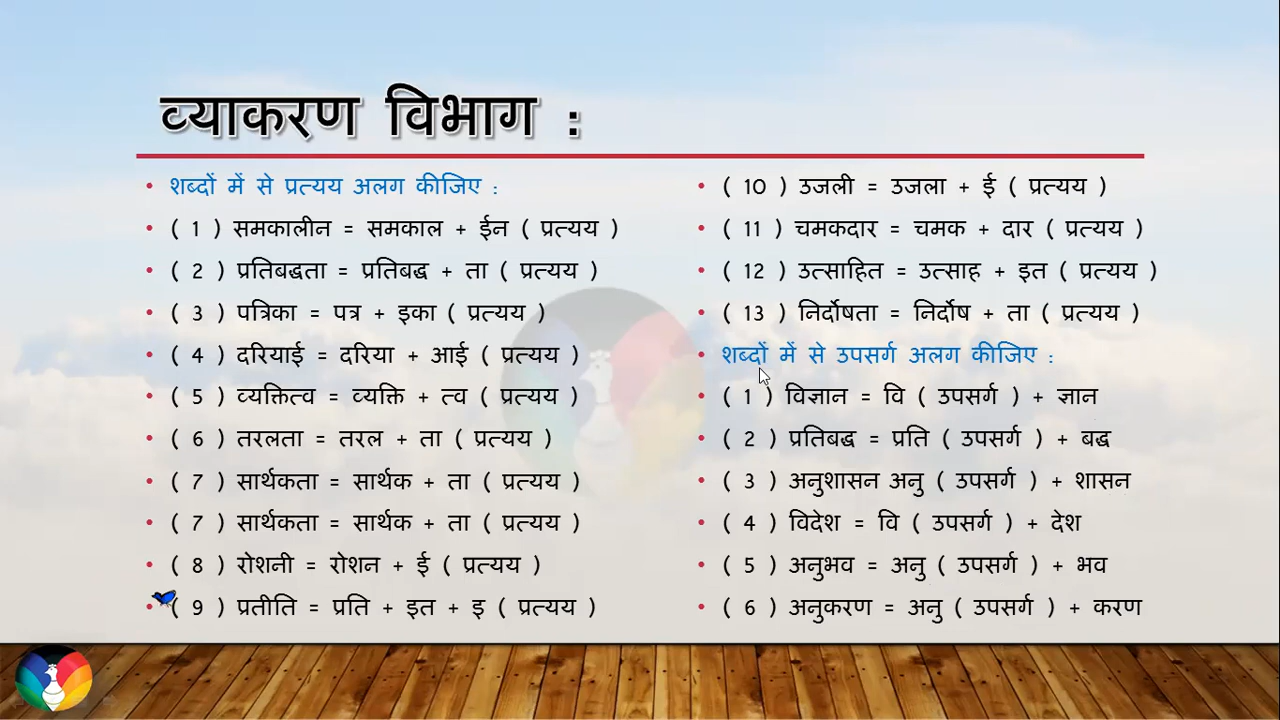 व्याकरण विभाग :
• शब्दों में से प्रत्यय अलग कीजिए :
• ( 1 ) समकालीन = समकाल + ईन ( प्रत्यय )
• ( 2 ) प्रतिबद्धता = प्रतिबद्ध + ता ( प्रत्यय )
• ( 3 ) पत्रिका = पत्र + इका ( प्रत्यय )
• ( 4 ) दरियाई = दरिया + आई ( प्रत्यय )
• ( 5 ) व्यक्तित्व = व्यक्ति + त्व ( प्रत्यय )
• ( 6 ) तरलता = तरल + ता ( प्रत्यय )
• ( 7 ) सार्थकता = सार्थक + ता ( प्रत्यय )
• ( 7 ) सार्थकता = सार्थक + ता ( प्रत्यय )
• ( 8 ) रोशनी = रोशन + ई ( प्रत्यय )
• ( 9 ) प्रतीति = प्रति + इत + इ ( प्रत्यय )
• ( 10 ) उजली = उजला + ई ( प्रत्यय )
• ( 11 ) चमकदार = चमक + दार ( प्रत्यय )
• ( 12 ) उत्साहित = उत्साह + इत ( प्रत्यय )
• ( 13 ) निर्दोषता = निर्दोष + ता ( प्रत्यय )
• शब्दों में से उपसर्ग अलग कीजिए :
• ( 1 ) विज्ञान = वि ( उपसर्ग ) + ज्ञान
• ( 2 ) प्रतिबद्ध = प्रति ( उपसर्ग ) + बद्ध
• ( 3 ) अनुशासन अनु ( उपसर्ग ) + शासन
• ( 4 ) विदेश = वि ( उपसर्ग ) + देश
• ( 5 ) अनुभव = अनु ( उपसर्ग ) + भव
• ( 6 ) अनुकरण = अनु ( उपसर्ग ) + करण